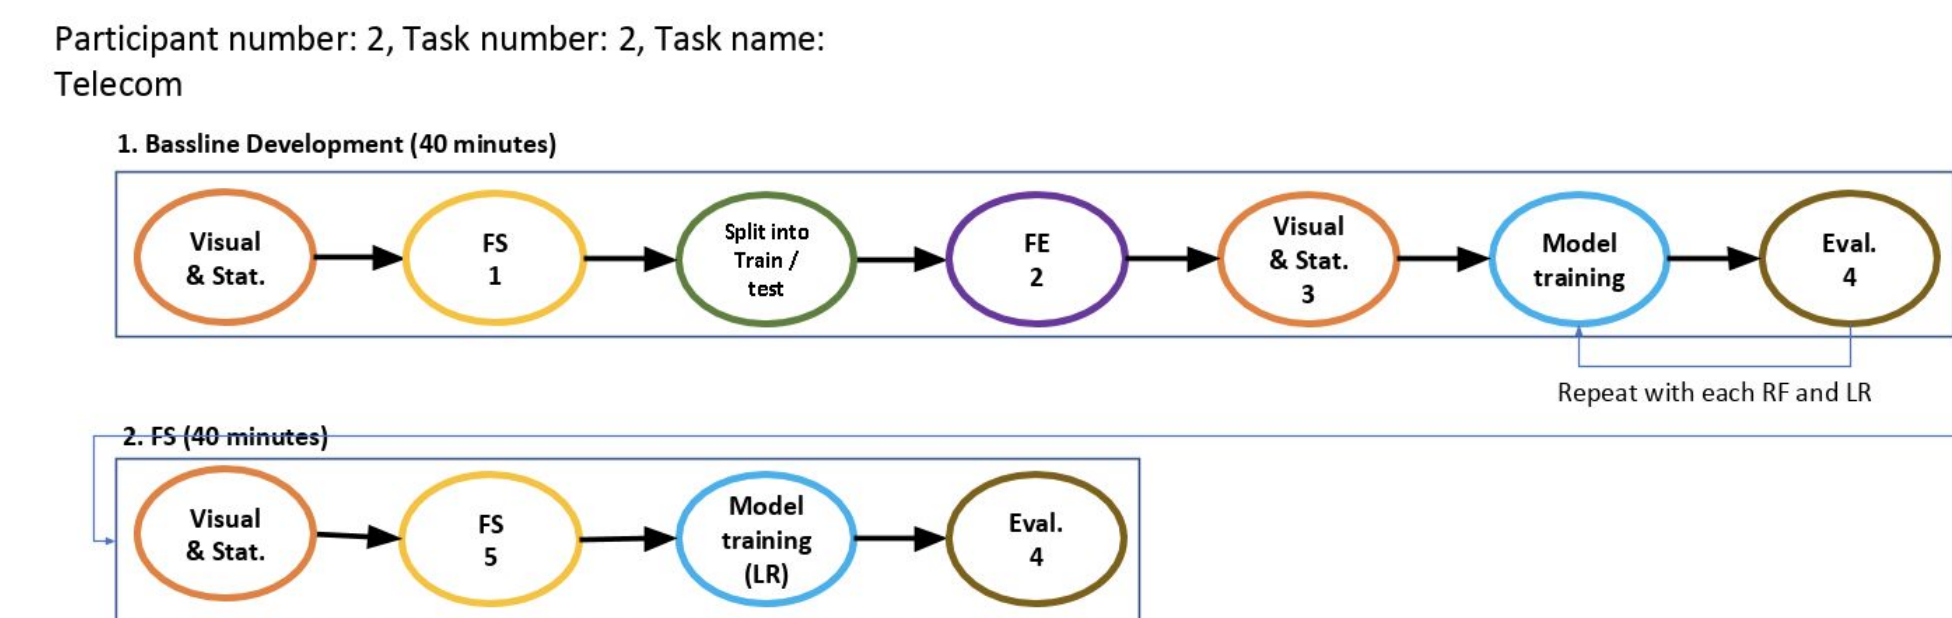 Participant number: 2, Task number: 2, Task name:
Telecom
1. Bassline Development (40 minutes)
Visual
& Stat.
FS
1
Split into
Train /
test
FE
2
Visual
& Stat.
3
Model
training
Eval.
4
Repeat with each RF and LR
2. FS (40 minutes)
Visual
& Stat.
FS
5
Model
training
(LR)
Eval.
4